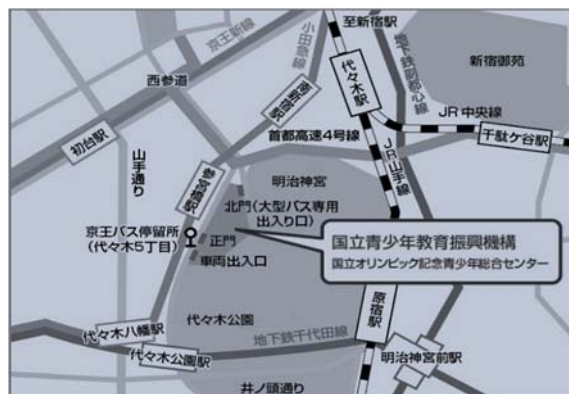 至新宿駅
京王新線
小田急線
地下鉄副都心線
新宿御苑
西参道
南新宿駅
代々木駅
JR中央線
千駄ケ谷駅
初台駅
首都高速4号線
JR山手線
山手通り
参宮橋駅
明治神宮
北門(大型バス専用
出入り口)
京王バス停留所
(代々木5丁目)
正門
車両出入口
国立青少年教育振興機構
国立オリンピック記念青少年総合センター
原宿駅
代々木公園
代々木八幡駅
地下鉄千代田線
代々木公園駅
明治神宮前駅
井ノ頭通り